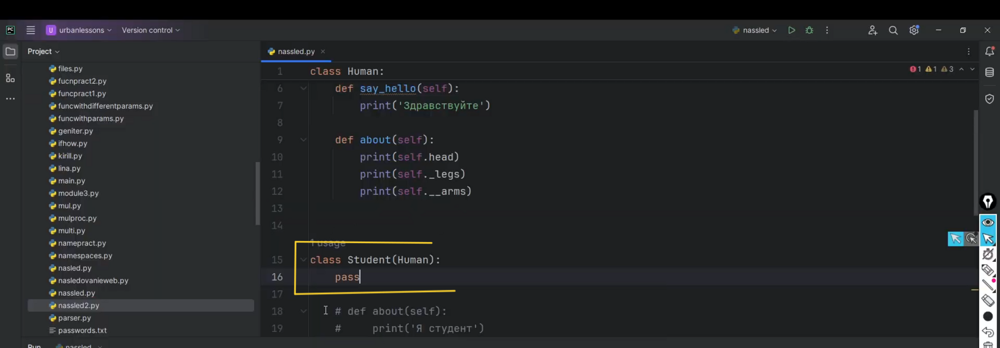 PC
U urbanlessons
Version control
nassled
Project
files.py
fucnpract2.py
funcpract1.py
funcwithdifferentparams.py
funcwithparams.py
geniter.py
ifhow.py
kirill.py
lina.py
main.py
module3.py
mul.py
mulproc.py
multi.py
namepract.py
namespaces.py
nasled.py
nasledovanieweb.py
nassled.py
nassled2.py
parser.py
passwords.txt
Run nassled
nassled.py
1 1 3
1 class Human:
6 def say_hello(self):
7 print('Здравствуйте')
8
9 def about(self):
10 print(self.head)
11 print(self._legs)
12 print(self.__arms)
13
14
1 usage
15 class Student(Human):
16 pass
17
18 # def about(self):
19 # print('Я студент')